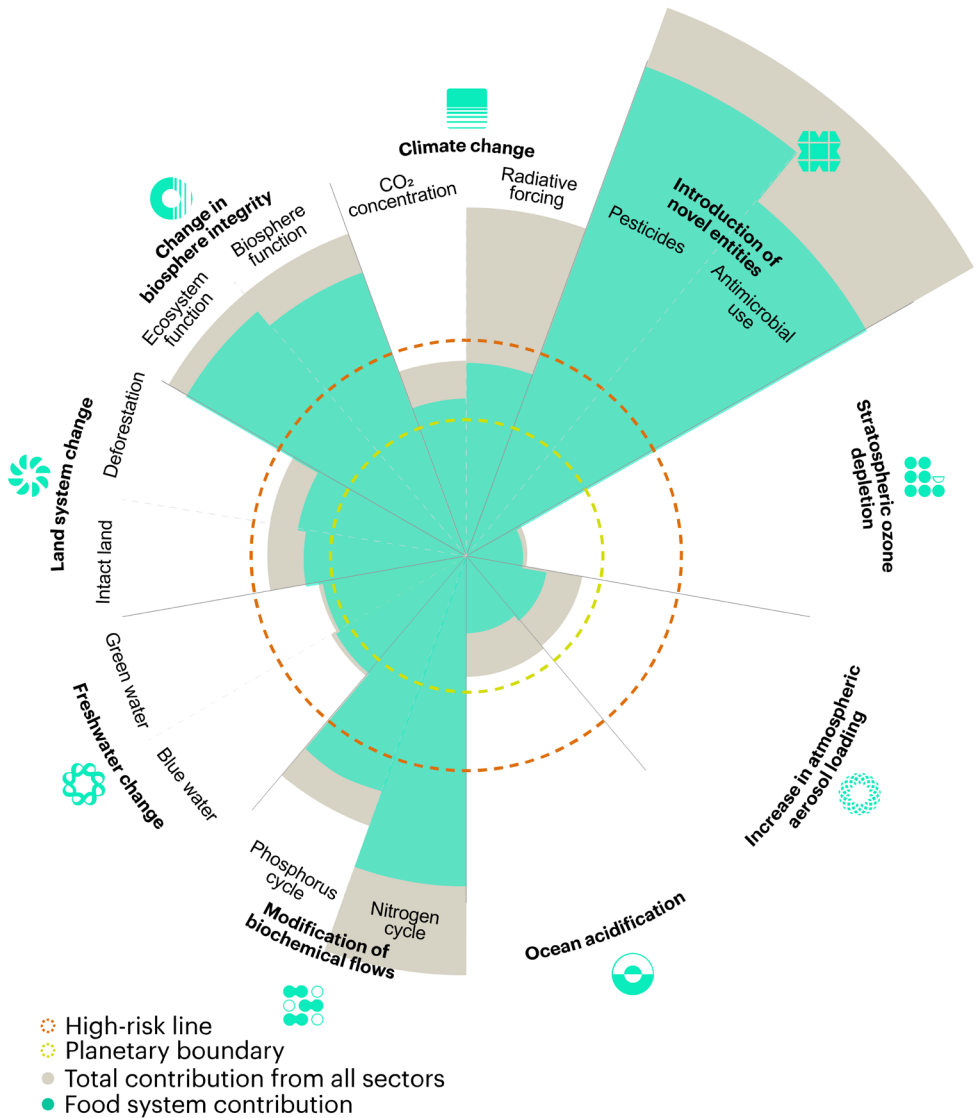 Climate change
CO₂
concentration
Radiative
forcing
Introduction of
novel entities
Pesticides
Antimicrobial
use
Stratospheric ozone
depletion
Increase in atmospheric
aerosol loading
Ocean acidification
Nitrogen
cycle
Phosphorus
cycle
Modification of
biochemical flows
Blue water
Green water
Freshwater change
Intact land
Deforestation
Land system change
Ecosystem
function
Biosphere
function
Change in
biosphere integrity
High-risk line
Planetary boundary
Total contribution from all sectors
Food system contribution